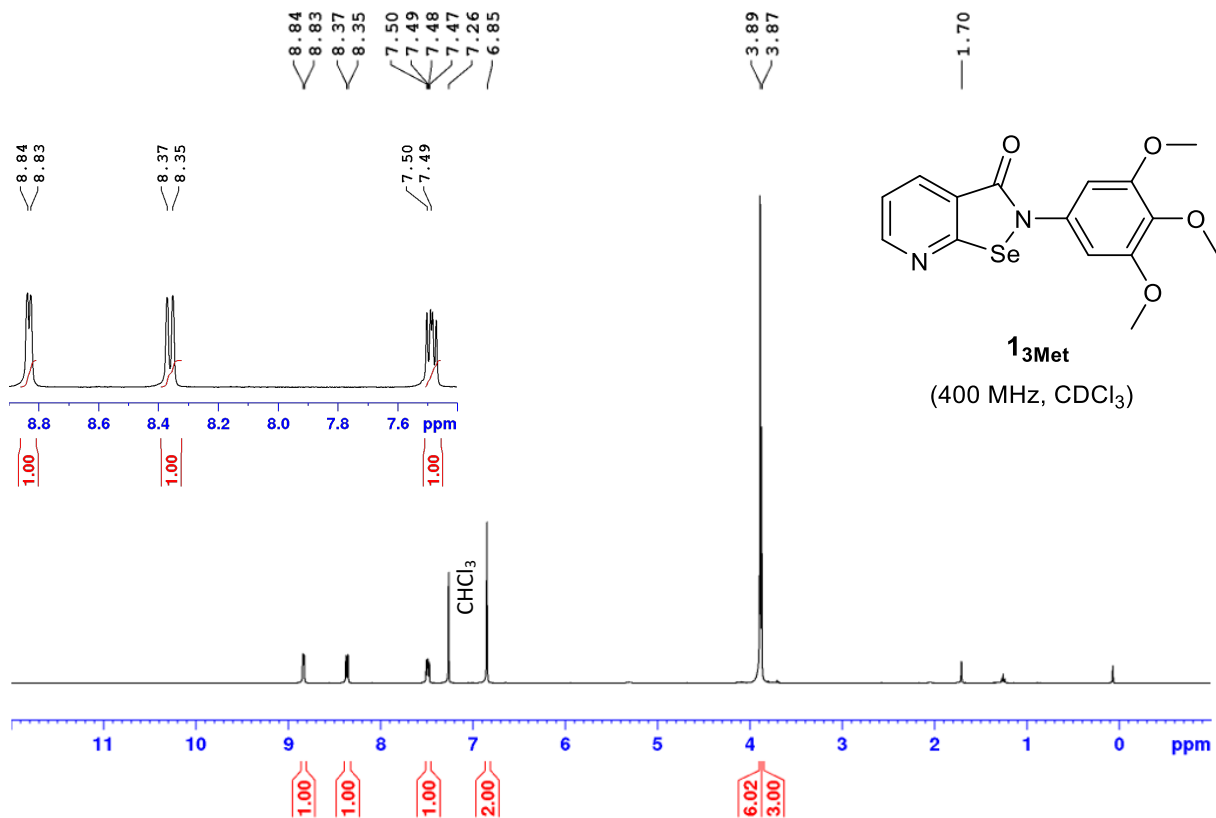 8.84
8.83
8.37
8.35
7.50
7.49
7.48
7.47
7.26
6.85
3.89
3.87
1.70
8.84
8.83
8.37
8.35
7.50
7.49
8.8 8.6 8.4 8.2 8.0 7.8 7.6 ppm
1.00 1.00 1.00
O
O
N
O
N
Se
O
1₃Met
(400 MHz, CDCl₃)
CHCl₃
11 10 9 8 7 6 5 4 3 2 1 0 ppm
1.00 1.00 1.00 2.00 6.02 3.00